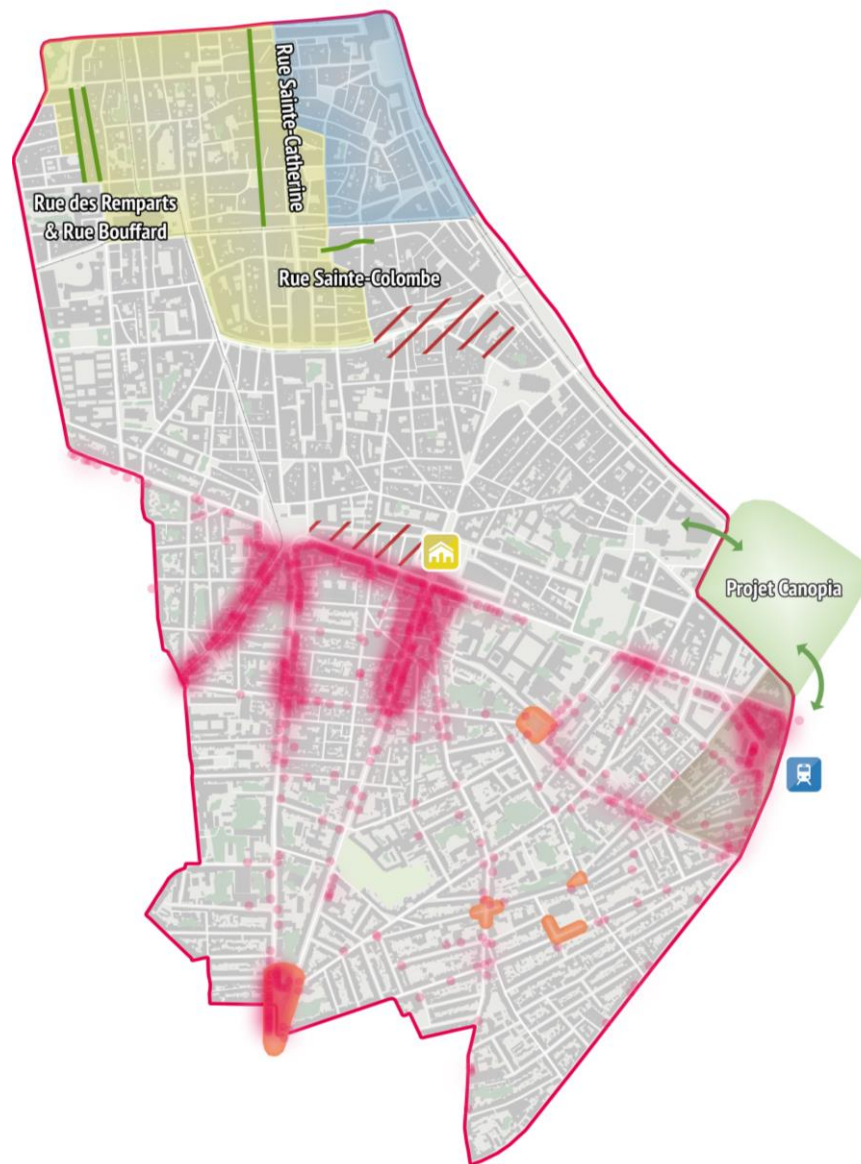 Rue Sainte-Catherine
Rue des Remparts
& Rue Bouffard
Rue Sainte-Colombe
Projet Canopia